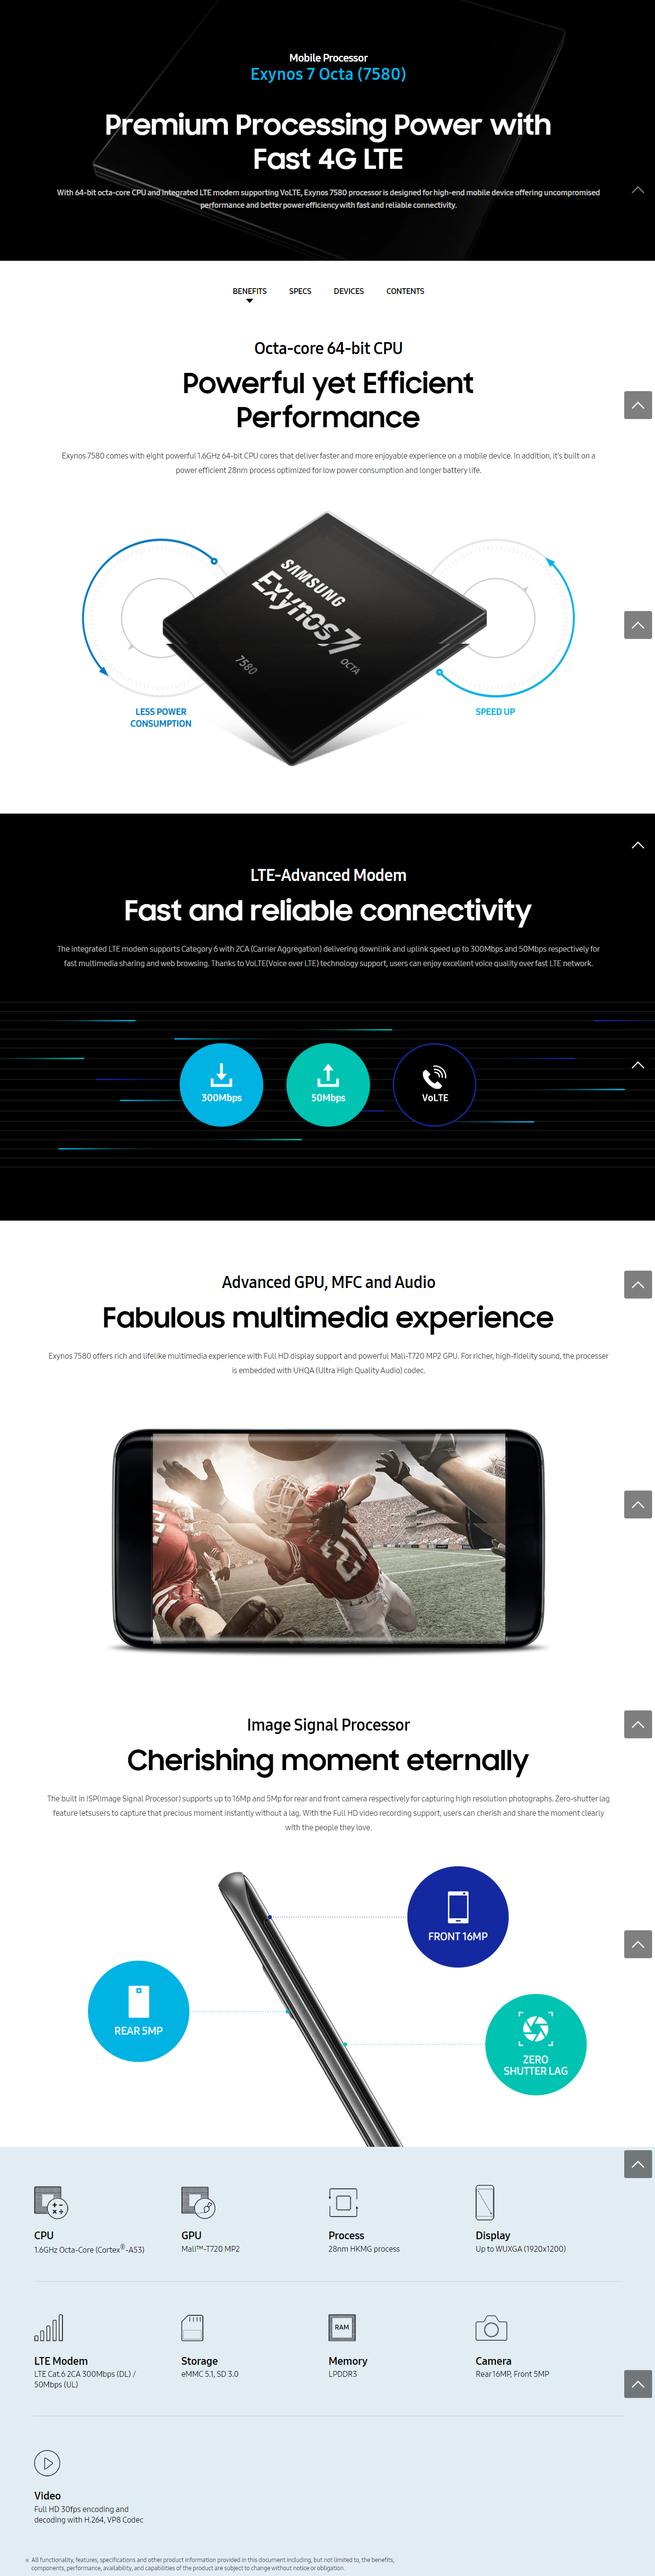 Mobile Processor
Exynos 7 Octa (7580)
Premium Processing Power with
Fast 4G LTE
With 64-bit octa-core CPU and integrated LTE modem supporting VoLTE, Exynos 7580 processor is designed for high-end mobile device offering uncompromised
performance and better power efficiency with fast and reliable connectivity.
BENEFITS SPECS DEVICES CONTENTS
Octa-core 64-bit CPU
Powerful yet Efficient
Performance
Exynos 7580 comes with eight powerful 1.6GHz 64-bit CPU cores that deliver faster and more enjoyable experience on a mobile device. In addition, it's built on a
power efficient 28nm process optimized for low power consumption and longer battery life.
SAMSUNG
Exynos 7
7580
OCTA
LESS POWER
CONSUMPTION
SPEED UP
LTE-Advanced Modem
Fast and reliable connectivity
The integrated LTE modem supports Category 6 with 2CA (Carrier Aggregation) delivering downlink and uplink speed up to 300Mbps and 50Mbps respectively for
fast multimedia sharing and web browsing. Thanks to VoLTE(Voice over LTE) technology support, users can enjoy excellent voice quality over fast LTE network.
300Mbps
50Mbps
VoLTE
Advanced GPU, MFC and Audio
Fabulous multimedia experience
Exynos 7580 offers rich and lifelike multimedia experience with Full HD display support and powerful Mali-T720 MP2 GPU. For richer, high-fidelity sound, the processer
is embedded with UHQA (Ultra High Quality Audio) codec.
21
Image Signal Processor
Cherishing moment eternally
The built in ISP(Image Signal Processor) supports up to 16Mp and 5Mp for rear and front camera respectively for capturing high resolution photographs. Zero-shutter lag
feature letsusers to capture that precious moment instantly without a lag. With the Full HD video recording support, users can cherish and share the moment clearly
with the people they love.
FRONT 16MP
REAR 5MP
ZERO
SHUTTER LAG
CPU
1.6GHz Octa-Core (Cortex®-A53)
GPU
Mali™-T720 MP2
Process
28nm HKMG process
Display
Up to WUXGA (1920x1200)
LTE Modem
LTE Cat.6 2CA 300Mbps (DL) /
50Mbps (UL)
Storage
eMMC 5.1, SD 3.0
RAM
Memory
LPDDR3
Camera
Rear 16MP, Front 5MP
Video
Full HD 30fps encoding and
decoding with H.264, VP8 Codec
※ All functionality, features, specifications and other product information provided in this document including, but not limited to, the benefits,
components, performance, availability, and capabilities of the product are subject to change without notice or obligation.